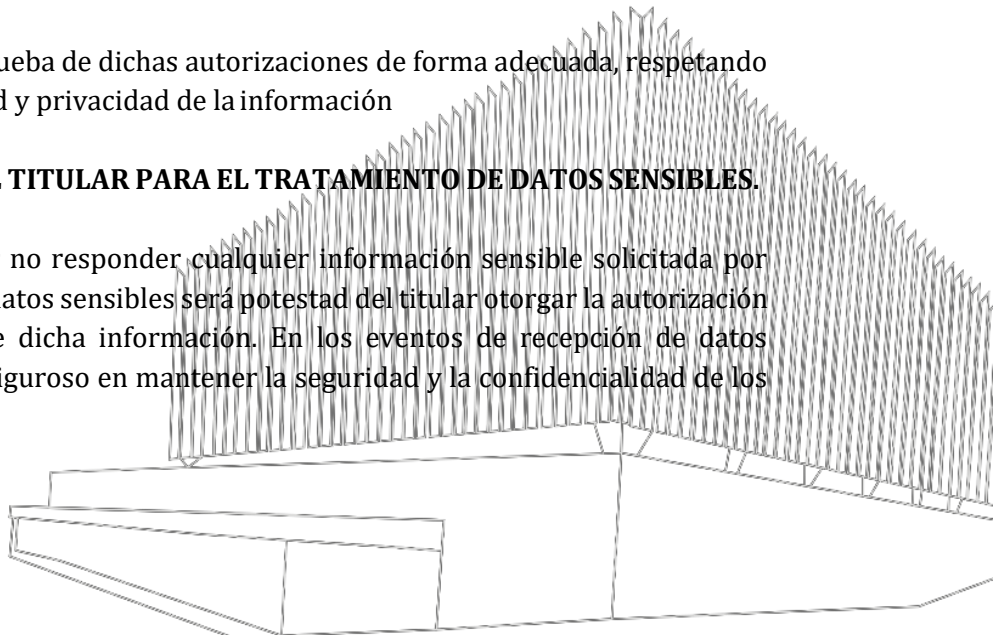 ueba de dichas autorizaciones de forma adecuada, respetando
d y privacidad de la información
TITULAR PARA EL TRATAMIENTO DE DATOS SENSIBLES.
no responder cualquier información sensible solicitada por
datos sensibles será potestad del titular otorgar la autorización
e dicha información. En los eventos de recepción de datos
iguroso en mantener la seguridad y la confidencialidad de los